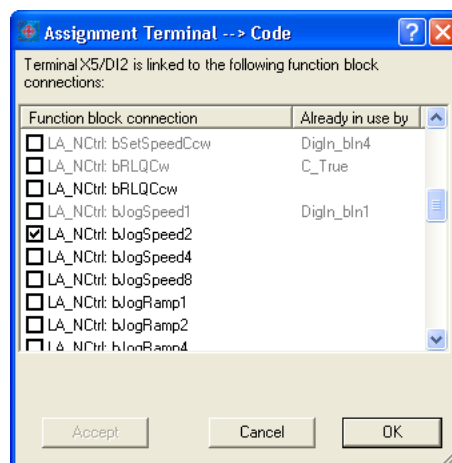 Assignment Terminal --> Code
Terminal X5/DI2 is linked to the following function block
connections:
Function block connection Already in use by
LA_NCtrl: bSetSpeedCcw DigIn_bIn4
LA_NCtrl: bRLQCw C_True
LA_NCtrl: bRLQCcw
LA_NCtrl: bJogSpeed1 DigIn_bIn1
LA_NCtrl: bJogSpeed2
LA_NCtrl: bJogSpeed4
LA_NCtrl: bJogSpeed8
LA_NCtrl: bJogRamp1
LA_NCtrl: bJogRamp2
LA_NCtrl: bJogRamp4
Accept Cancel OK